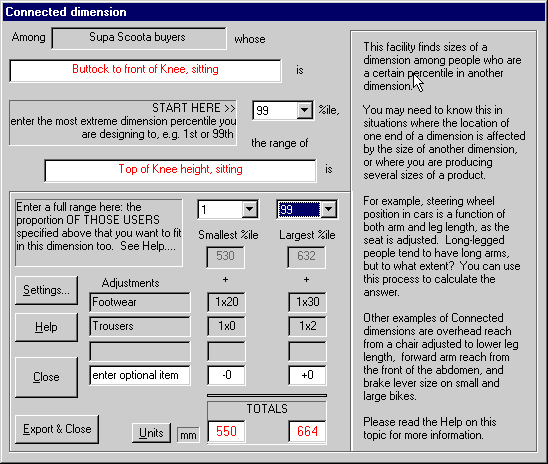 Connected dimension
Among Supa Scoota buyers whose
Buttock to front of Knee, sitting is
START HERE >>
enter the most extreme dimension percentile you
are designing to, e.g. 1st or 99th
99 %ile,
the range of
Top of Knee height, sitting is
Enter a full range here: the
proportion OF THOSE USERS
specified above that you want to fit
in this dimension too. See Help....
1 99
Smallest %ile Largest %ile
530 632
Settings... Adjustments + +
Footwear 1x20 1x30
Help Trousers 1x0 1x2
Close enter optional item -0 +0
TOTALS
Export & Close Units mm 550 664
This facility finds sizes of a
dimension among people who are
a certain percentile in another
dimension.
You may need to know this in
situations where the location of
one end of a dimension is affected
by the size of another dimension,
or where you are producing
several sizes of a product.
For example, steering wheel
position in cars is a function of
both arm and leg length, as the
seat is adjusted. Long-legged
people tend to have long arms,
but to what extent? You can use
this process to calculate the
answer.
Other examples of Connected
dimensions are overhead reach
from a chair adjusted to lower leg
length, forward arm reach from
the front of the abdomen, and
brake lever size on small and
large bikes.
Please read the Help on this
topic for more information.